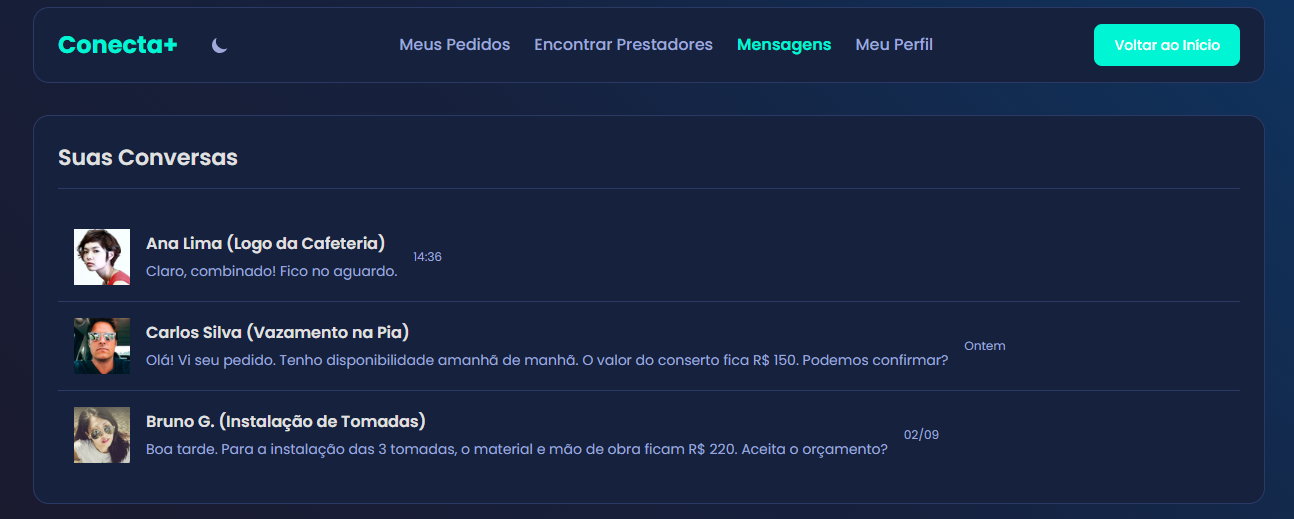 Conecta+
Meus Pedidos
Encontrar Prestadores
Mensagens
Meu Perfil
Voltar ao Início
Suas Conversas
Ana Lima (Logo da Cafeteria)
Claro, combinado! Fico no aguardo.
14:36
Carlos Silva (Vazamento na Pia)
Olá! Vi seu pedido. Tenho disponibilidade amanhã de manhã. O valor do conserto fica R$ 150. Podemos confirmar?
Ontem
Bruno G. (Instalação de Tomadas)
Boa tarde. Para a instalação das 3 tomadas, o material e mão de obra ficam R$ 220. Aceita o orçamento?
02/09